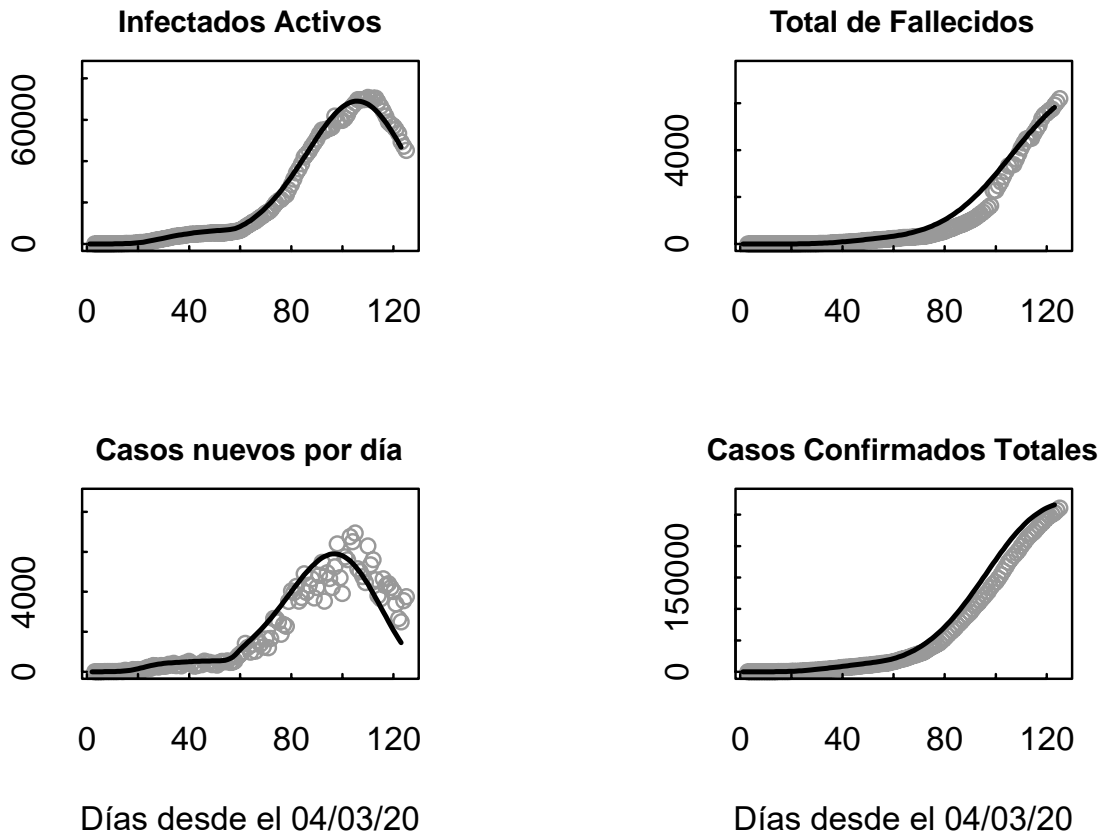 Infectados Activos
0 60000
0 40 80 120
Total de Fallecidos
0 4000
0 40 80 120
Casos nuevos por día
0 4000
0 40 80 120
Días desde el 04/03/20
Casos Confirmados Totales
0 150000
0 40 80 120
Días desde el 04/03/20